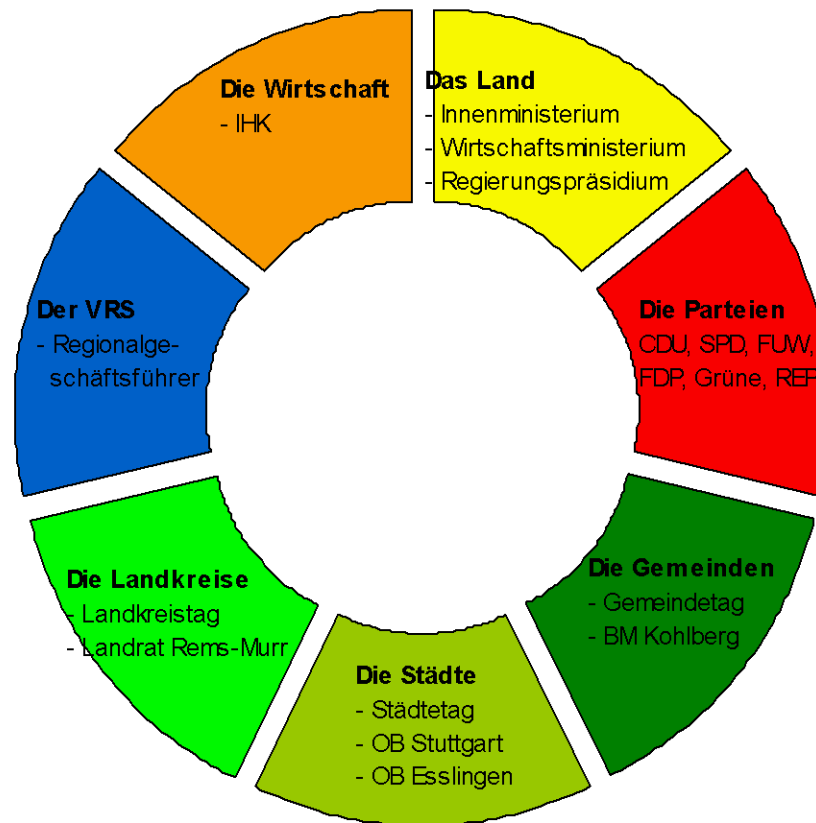 Die Wirtschaft
- IHK
Das Land
- Innenministerium
- Wirtschaftsministerium
- Regierungspräsidium
Die Parteien
CDU, SPD, FUW,
FDP, Grüne, REP
Die Gemeinden
- Gemeindetag
- BM Kohlberg
Die Städte
- Städtetag
- OB Stuttgart
- OB Esslingen
Die Landkreise
- Landkreistag
- Landrat Rems-Murr
Der VRS
- Regionalge-
schäftsführer